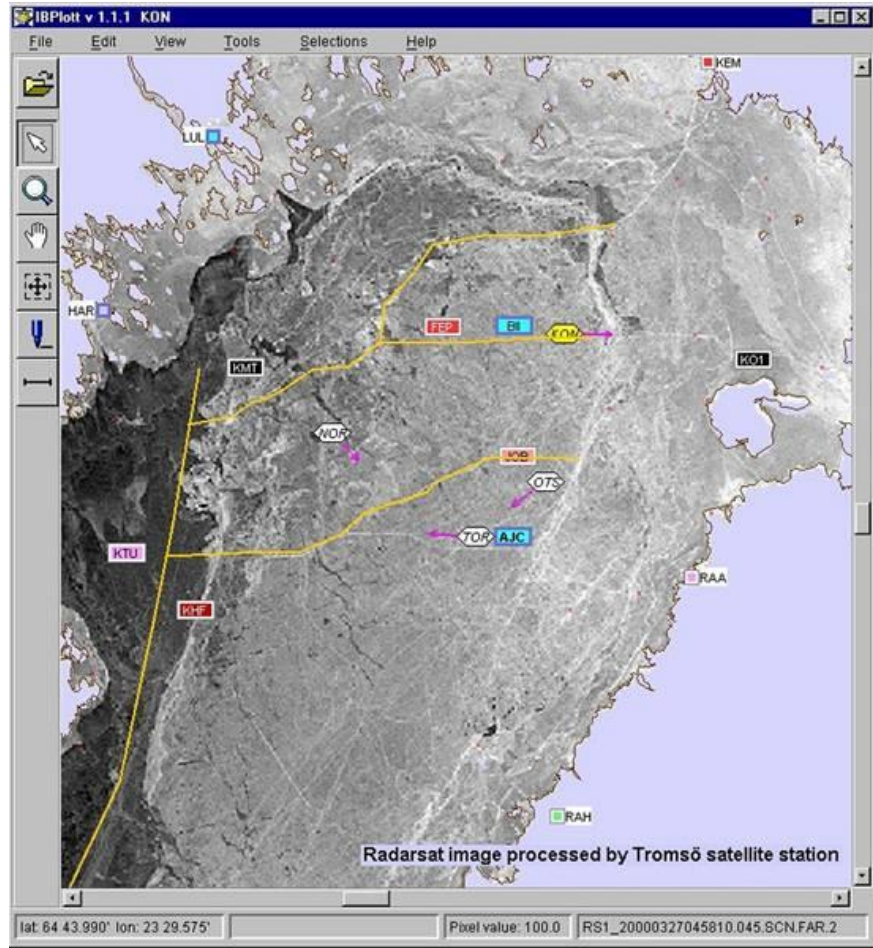 IBPlott v 1.1.1 KON
File Edit View Tools Selections Help
KEM
LUL
HAR
FEP
BII
KON
KMT
KO1
NOR
JOB
OTS
TOR
AJC
KTU
RAA
KHF
RAH
Radarsat image processed by Tromsö satellite station
lat: 64 43.990° lon: 23 29.575' Pixel value: 100.0 RS1_20000327045810.045.SCN.FAR.2